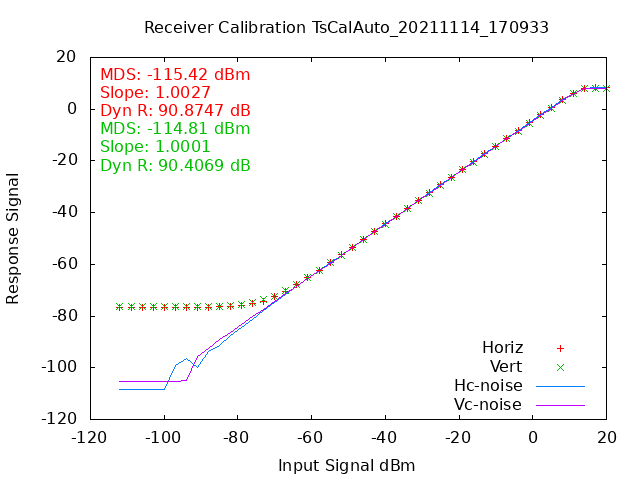 Receiver Calibration TsCalAuto_20211114_170933
MDS: -115.42 dBm
Slope: 1.0027
Dyn R: 90.8747 dB
MDS: -114.81 dBm
Slope: 1.0001
Dyn R: 90.4069 dB
20
0
-20
-40
-60
-80
-100
-120
Response Signal
Horiz
Vert
Hc-noise
Vc-noise
-120 -100 -80 -60 -40 -20 0 20
Input Signal dBm